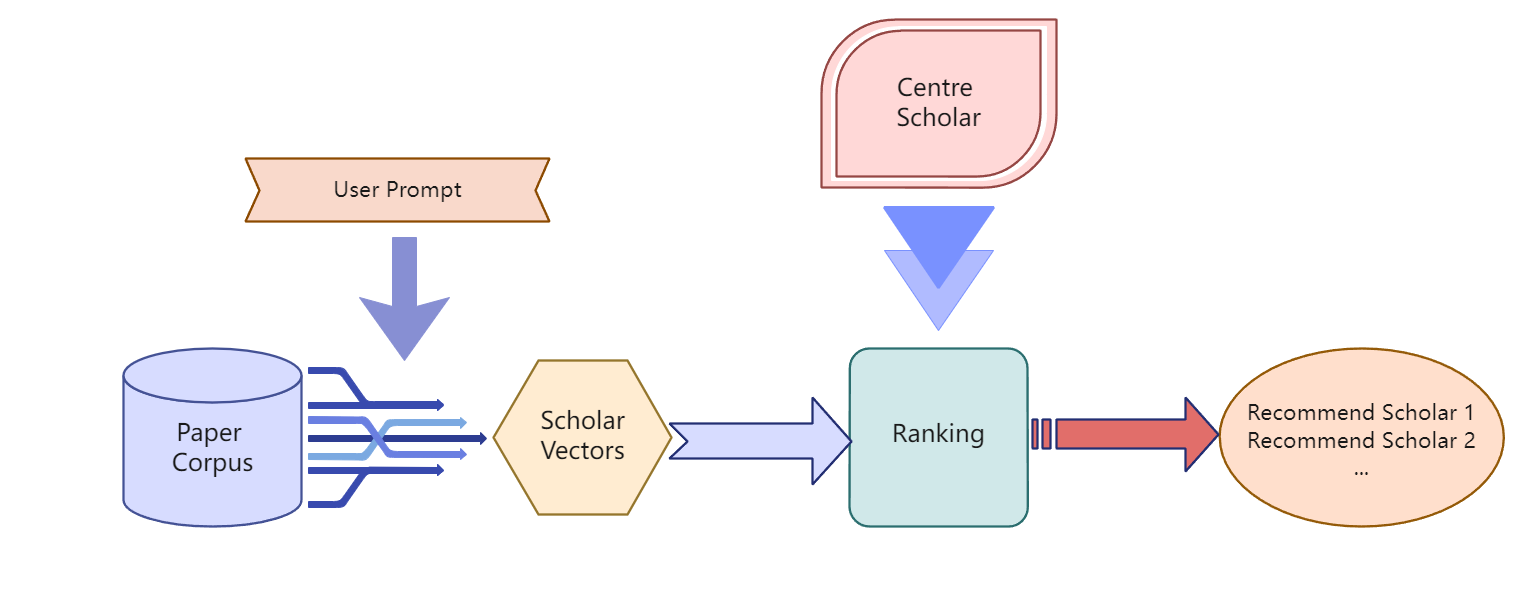 Centre
Scholar
User Prompt
Paper
Corpus
Scholar
Vectors
Ranking
Recommend Scholar 1
Recommend Scholar 2
...